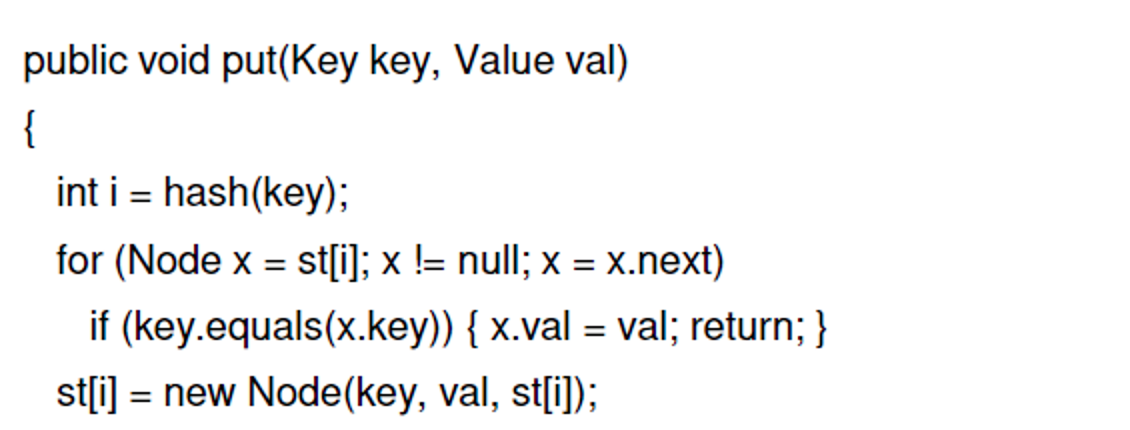 public void put(Key key, Value val)
{
int i = hash(key);
for (Node x = st[i]; x != null; x = x.next)
if (key.equals(x.key)) { x.val = val; return; }
st[i] = new Node(key, val, st[i]);